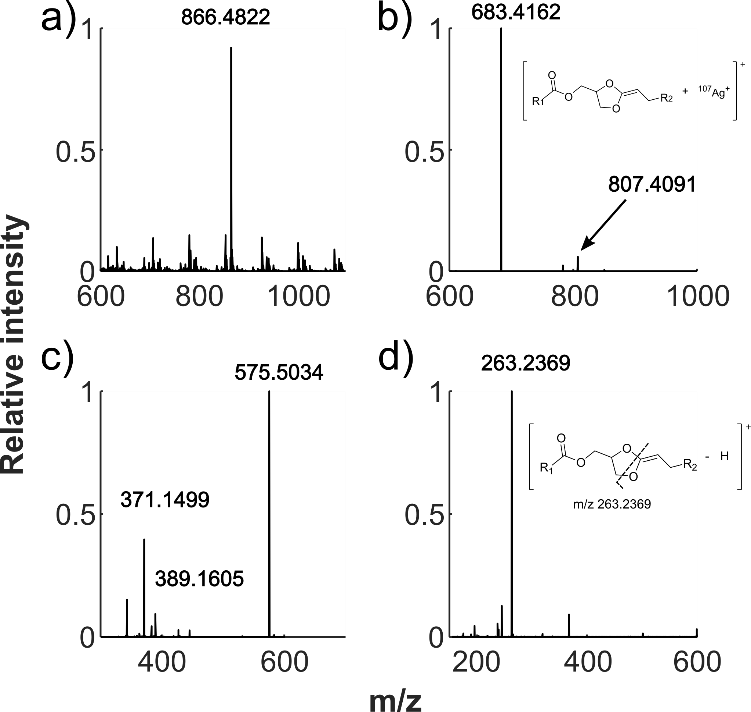 a)
866.4822
1
0.5
0
600 800 1000
b)
683.4162
1
0.5
0
807.4091
600 800 1000
O
R1 O O O R2 + 107Ag+
+
Relative intensity
c)
575.5034
1
0.5
0
371.1499
389.1605
400 600
d)
263.2369
1
0.5
0
200 400 600
O
R1 O O O R2 - H
+
m/z 263.2369
m/z